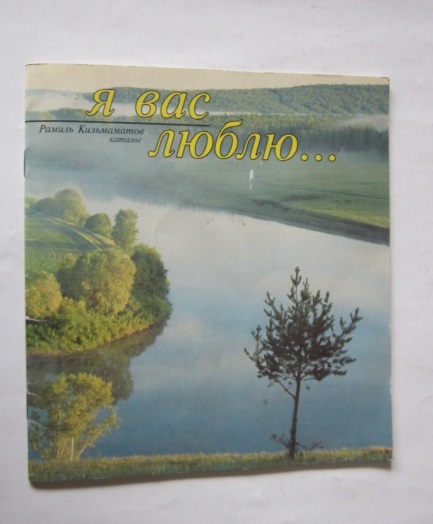 я вас
люблю...
Рамиль Кильмаматов
каталог